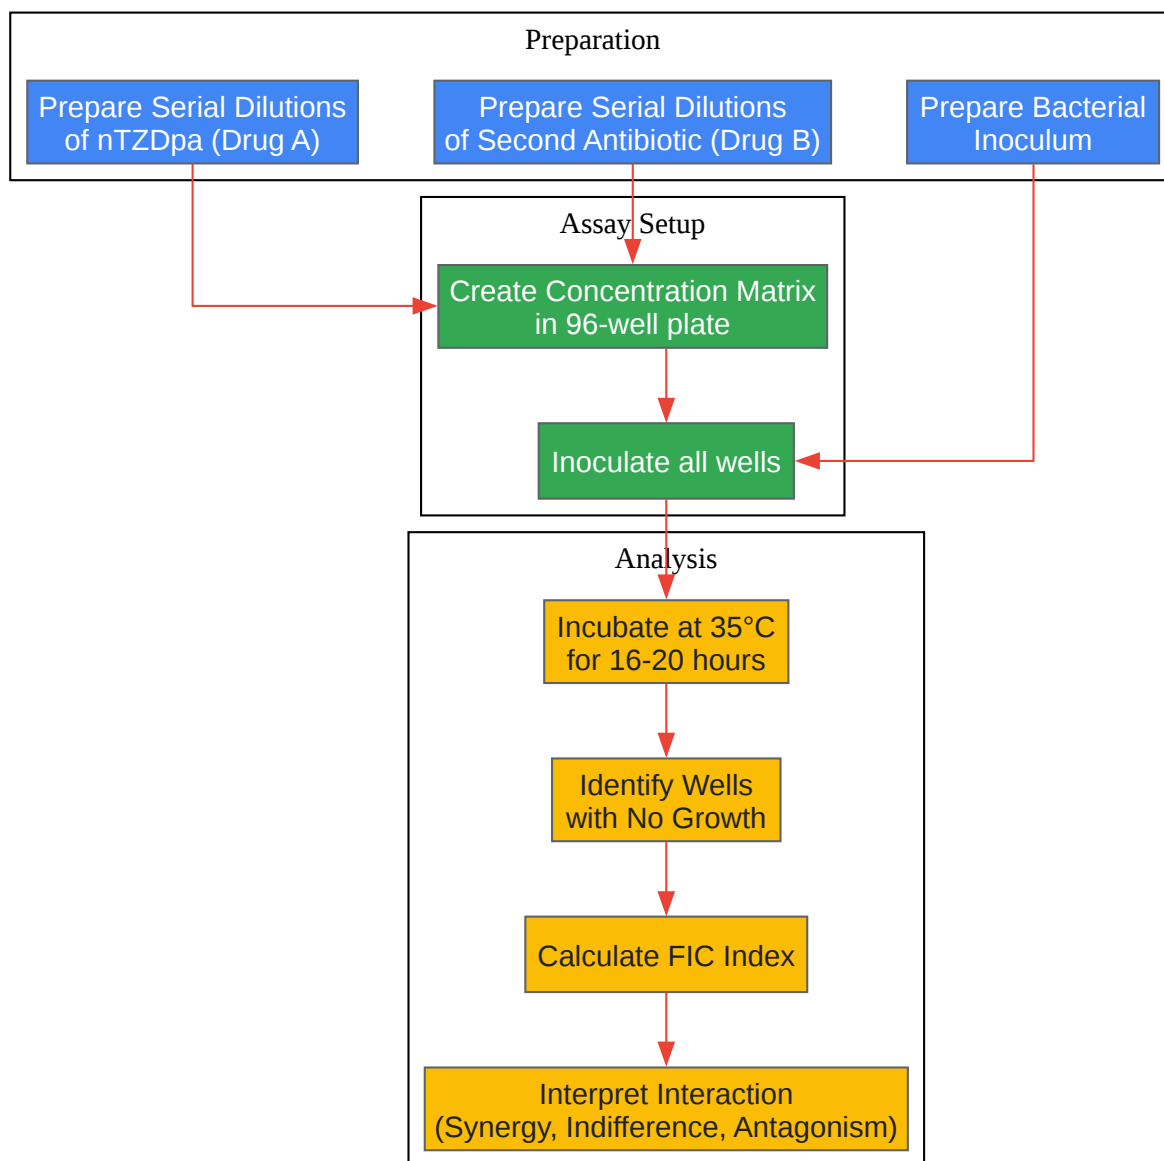 Preparation
Prepare Serial Dilutions
of nTZDpa (Drug A)
Prepare Serial Dilutions
of Second Antibiotic (Drug B)
Prepare Bacterial
Inoculum
Assay Setup
Create Concentration Matrix
in 96-well plate
Inoculate all wells
Analysis
Incubate at 35°C
for 16-20 hours
Identify Wells
with No Growth
Calculate FIC Index
Interpret Interaction
(Synergy, Indifference, Antagonism)